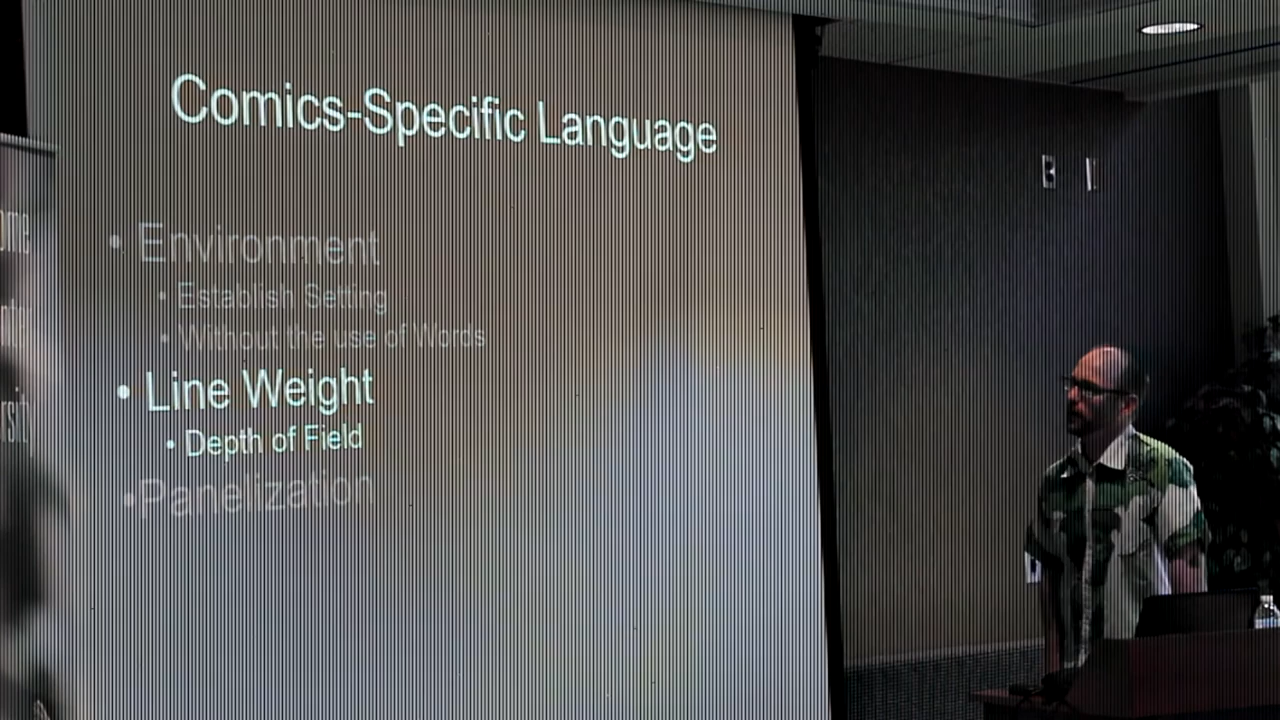 Comics-Specific Language
• Environment
• Establish Setting
• Without the use of Words
• Line Weight
• Depth of Field
•Panelization